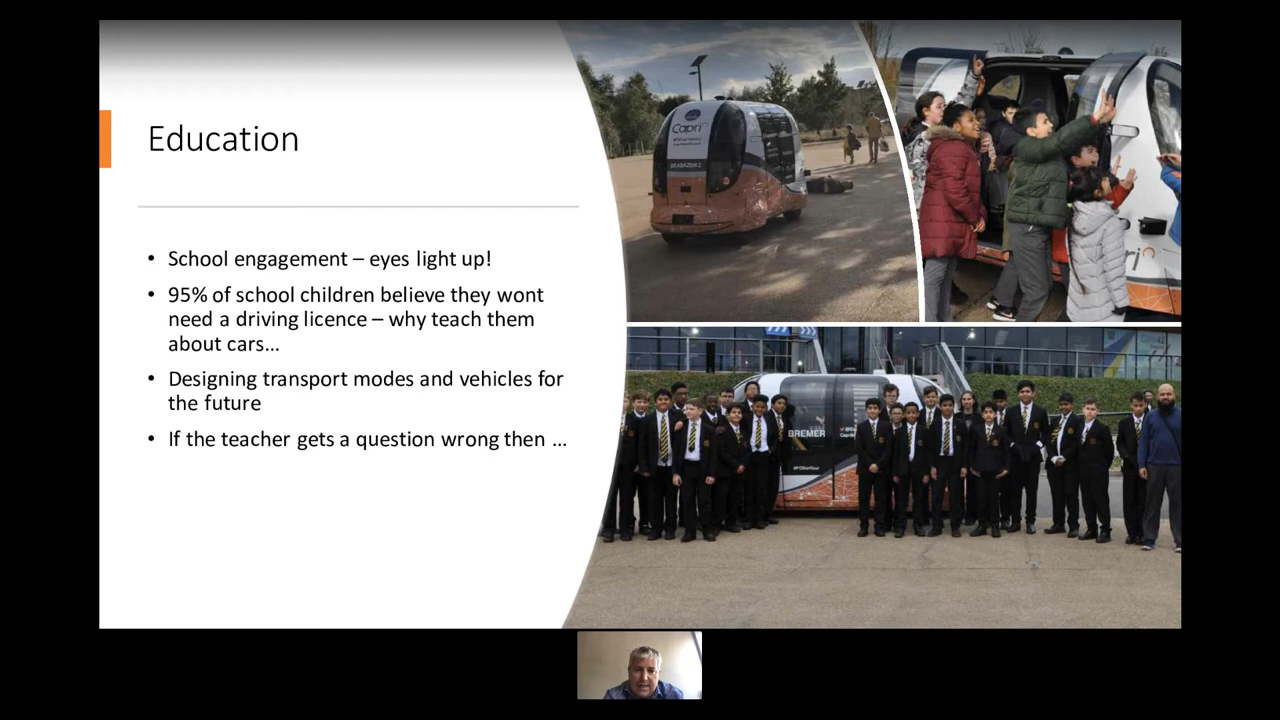 Education
• School engagement – eyes light up!
• 95% of school children believe they wont
need a driving licence – why teach them
about cars...
• Designing transport modes and vehicles for
the future
• If the teacher gets a question wrong then ...
Capri
BREMER